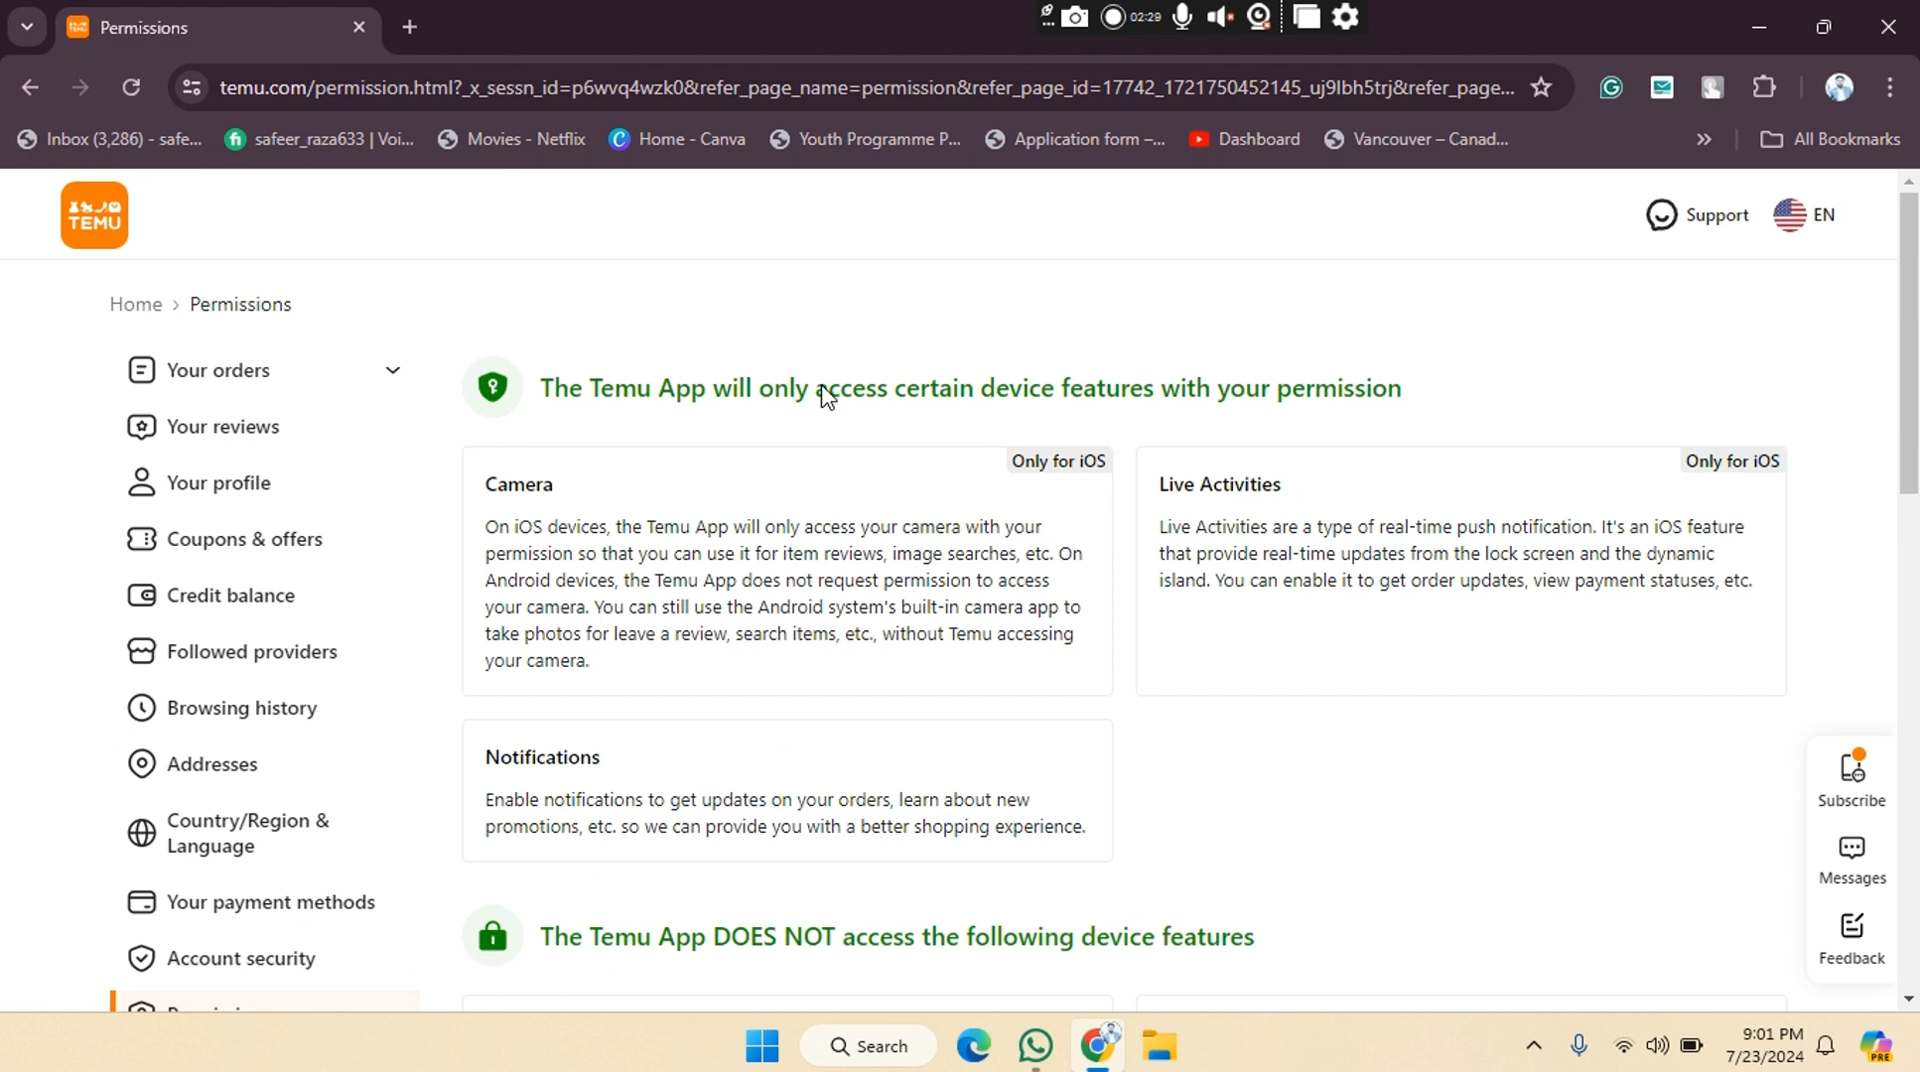 Permissions
02:29
temu.com/permission.html?_x_sessn_id=p6wvq4wzk0&refer_page_name=permission&refer_page_id=17742_1721750452145_uj9lbh5trj&refer_page...
Inbox (3,286) - safe...
fi
safeer_raza633 | Voi...
Movies - Netflix
C
Home - Canva
Youth Programme P...
Application form –...
Dashboard
Vancouver – Canad...
»
All Bookmarks
TEMU
Support
EN
Home › Permissions
Your orders
Your reviews
Your profile
Coupons & offers
Credit balance
Followed providers
Browsing history
Addresses
Country/Region &
Language
Your payment methods
Account security
The Temu App will only access certain device features with your permission
Only for iOS
Camera
On iOS devices, the Temu App will only access your camera with your
permission so that you can use it for item reviews, image searches, etc. On
Android devices, the Temu App does not request permission to access
your camera. You can still use the Android system's built-in camera app to
take photos for leave a review, search items, etc., without Temu accessing
your camera.
Only for iOS
Live Activities
Live Activities are a type of real-time push notification. It's an iOS feature
that provide real-time updates from the lock screen and the dynamic
island. You can enable it to get order updates, view payment statuses, etc.
Notifications
Enable notifications to get updates on your orders, learn about new
promotions, etc. so we can provide you with a better shopping experience.
The Temu App DOES NOT access the following device features
Subscribe
Messages
Feedback
Search
9:01 PM
7/23/2024
PRE